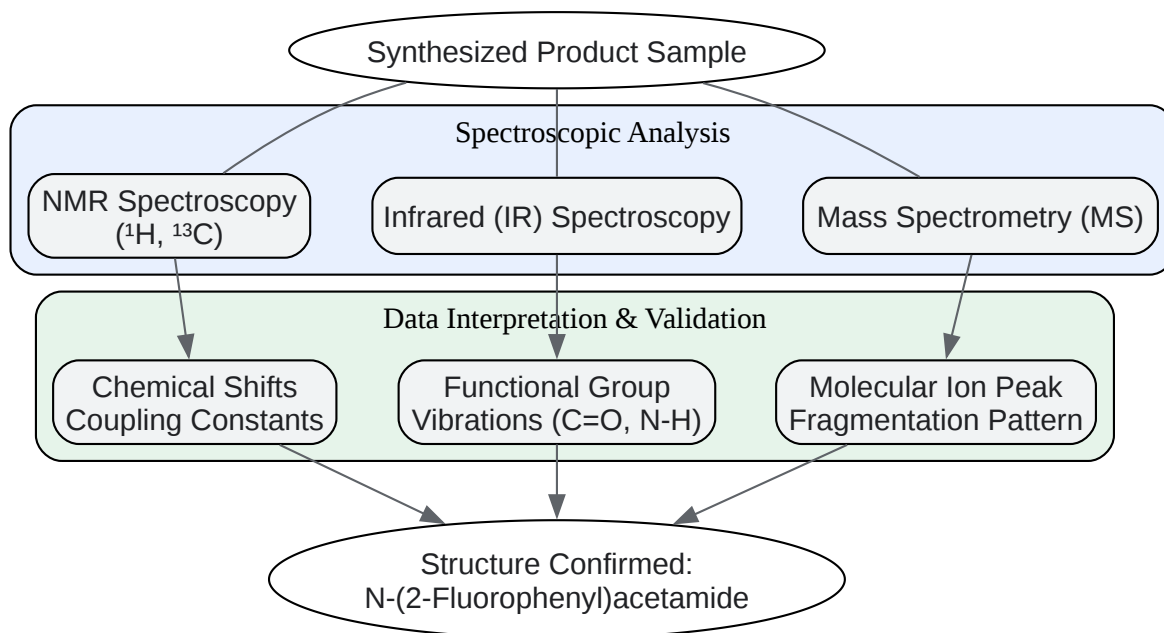 Synthesized Product Sample
Spectroscopic Analysis
NMR Spectroscopy
(¹H, ¹³C)
Infrared (IR) Spectroscopy
Mass Spectrometry (MS)
Data Interpretation & Validation
Chemical Shifts
Coupling Constants
Functional Group
Vibrations (C=O, N-H)
Molecular Ion Peak
Fragmentation Pattern
Structure Confirmed:
N-(2-Fluorophenyl)acetamide